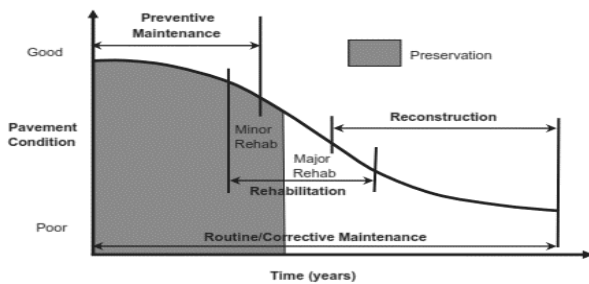 Preventive
Maintenance
Good
Preservation
Reconstruction
Pavement
Condition
Minor
Rehab
Major
Rehab
Rehabilitation
Poor
Routine/Corrective Maintenance
Time (years)